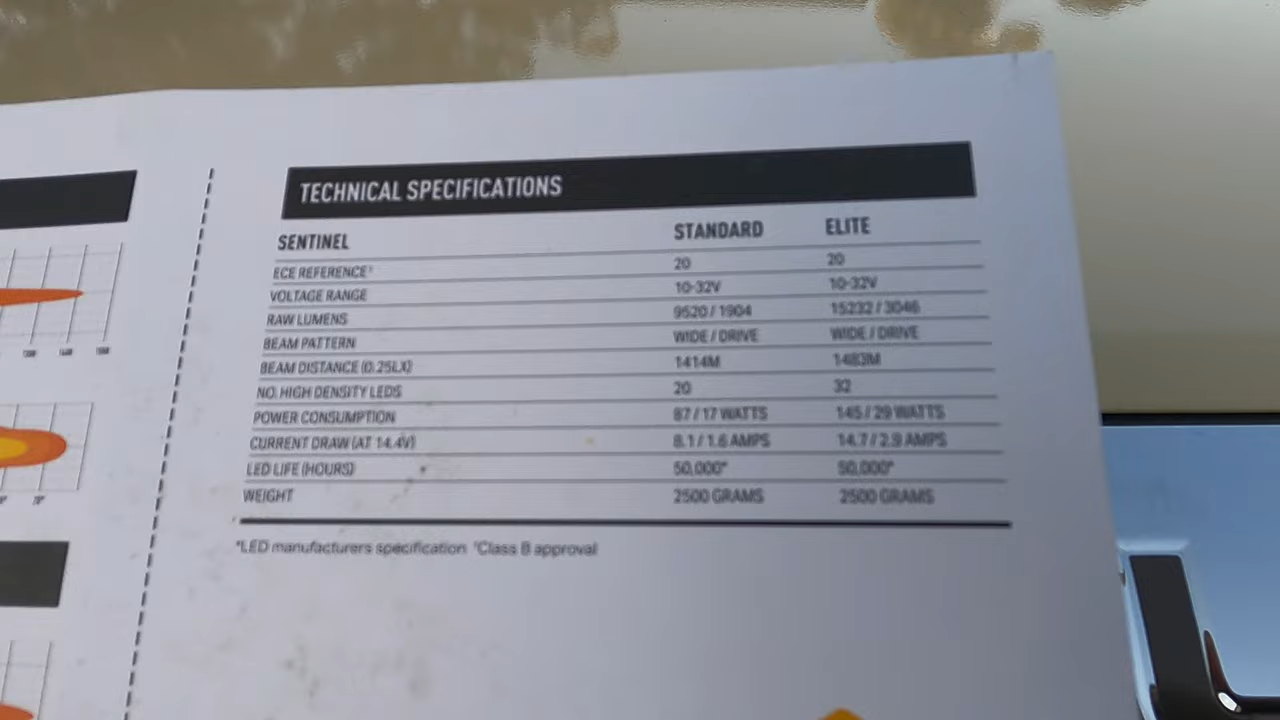 TECHNICAL SPECIFICATIONS
SENTINEL STANDARD ELITE
ECE REFERENCE¹ 20 20
VOLTAGE RANGE 10-32V 10-32V
RAW LUMENS 9520 / 1904 15232 / 3046
BEAM PATTERN WIDE / DRIVE WIDE / DRIVE
BEAM DISTANCE (0.25LX) 1414M 1483M
NO. HIGH DENSITY LEDS 20 32
POWER CONSUMPTION 87 / 17 WATTS 145 / 29 WATTS
CURRENT DRAW (AT 14.4V) 8.1 / 1.6 AMPS 14.7 / 2.9 AMPS
LED LIFE (HOURS) 50,000* 50,000*
WEIGHT 2500 GRAMS 2500 GRAMS
*LED manufacturers specification ¹Class B approval